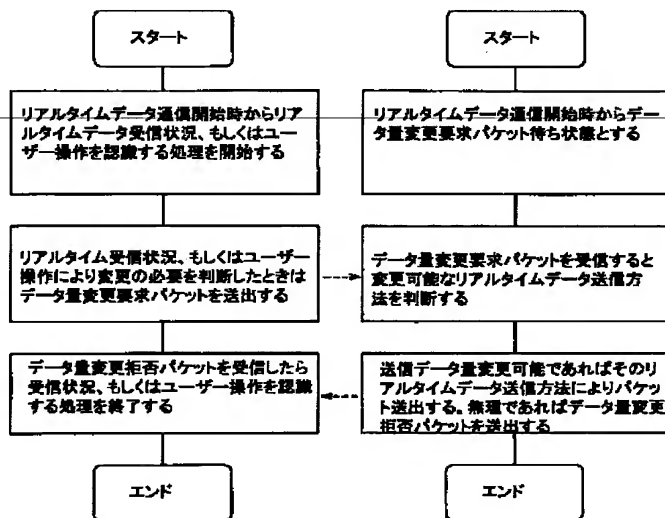 スタート
リアルタイムデータ通信開始時からリア
ルタイムデータ受信状況、もしくはユー
ザー操作を認識する処理を開始する
リアルタイム受信状況、もしくはユーザー
操作により変更の必要を判断したときは
データ量変更要求パケットを送出する
データ量変更拒否パケットを受信したら
受信状況、もしくはユーザー操作を認識
する処理を終了する
エンド
スタート
リアルタイムデータ通信開始時からデー
タ量変更要求パケット待ち状態とする
データ量変更要求パケットを受信すると
変更可能なリアルタイムデータ送信方
法を判断する
送信データ量変更可能であればそのリ
アルタイムデータ送信方法によりパケッ
ト送出する。無理であればデータ量変更
拒否パケットを送出する
エンド